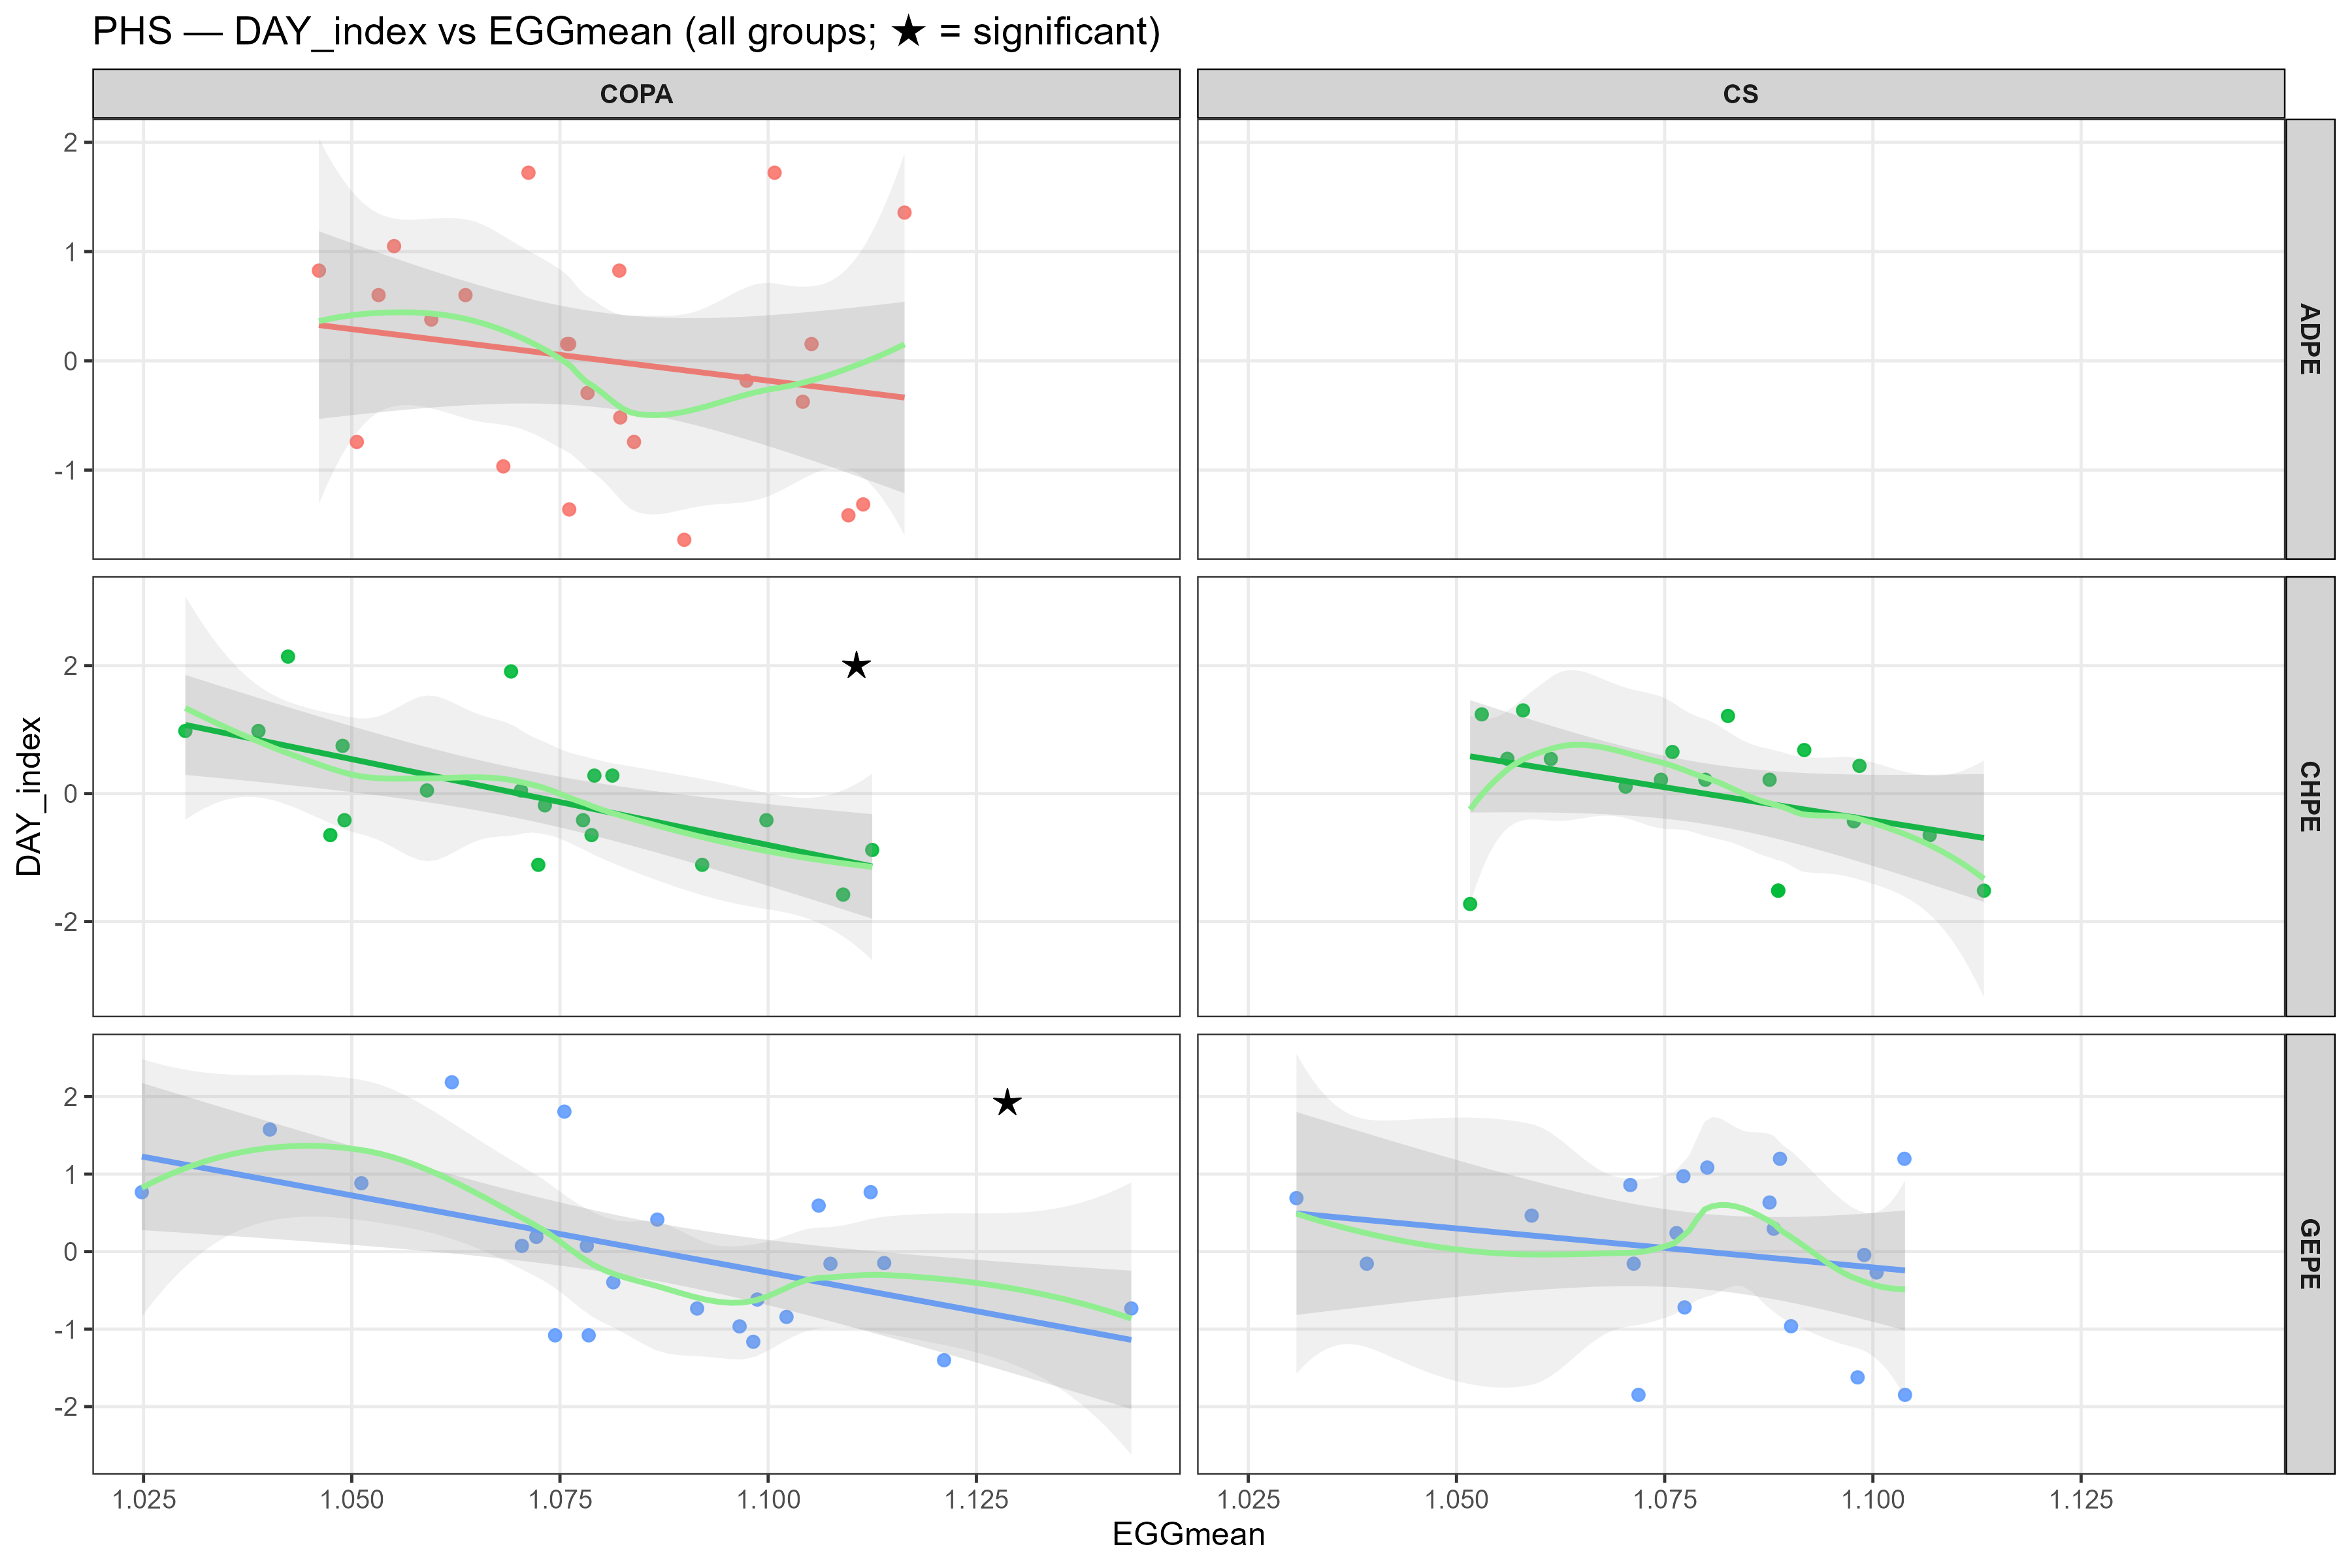 PHS — DAY_index vs EGGmean (all groups; ★ = significant)
COPA
CS
2
1
0
-1
ADPE
★
2
0
-2
CHPE
★
2
1
0
-1
-2
GEPE
DAY_index
1.025 1.050 1.075 1.100 1.125
1.025 1.050 1.075 1.100 1.125
EGGmean